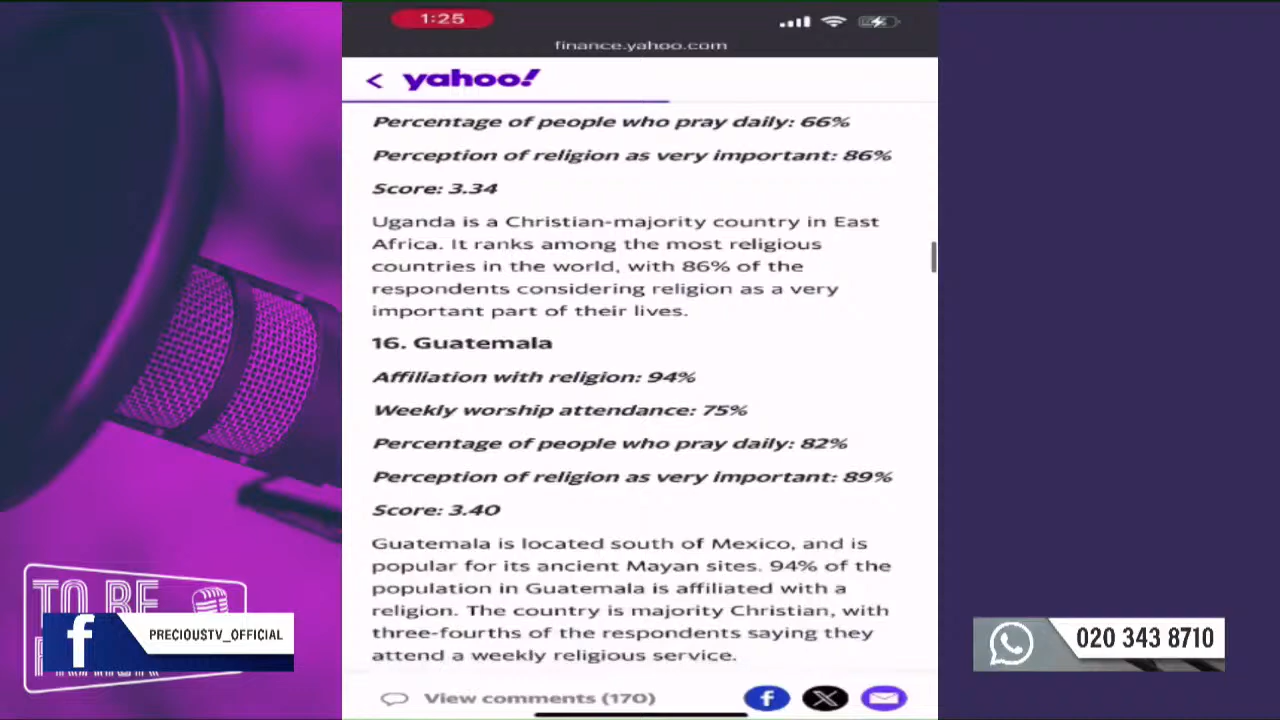 1:25
finance.yahoo.com
yahoo!
Percentage of people who pray daily: 66%
Perception of religion as very important: 86%
Score: 3.34
Uganda is a Christian-majority country in East
Africa. It ranks among the most religious
countries in the world, with 86% of the
respondents considering religion as a very
important part of their lives.
16. Guatemala
Affiliation with religion: 94%
Weekly worship attendance: 75%
Percentage of people who pray daily: 82%
Perception of religion as very important: 89%
Score: 3.40
Guatemala is located south of Mexico, and is
popular for its ancient Mayan sites. 94% of the
population in Guatemala is affiliated with a
religion. The country is majority Christian, with
three-fourths of the respondents saying they
attend a weekly religious service.
View comments (170)
TO BE
PRECIOUSTV_OFFICIAL
020 343 8710